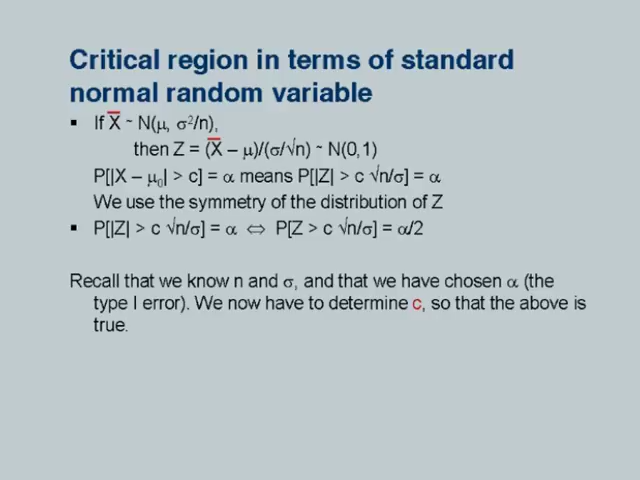 Critical region in terms of standard
normal random variable
▪ If X̅ ~ N(μ, σ²/n),
then Z = (X̅ – μ)/(σ/√n) ~ N(0,1)
P[|X – μ₀| > c] = α means P[|Z| > c √n/σ] = α
We use the symmetry of the distribution of Z
▪ P[|Z| > c √n/σ] = α ⇔ P[Z > c √n/σ] = α/2
Recall that we know n and σ, and that we have chosen α (the
type I error). We now have to determine c, so that the above is
true.